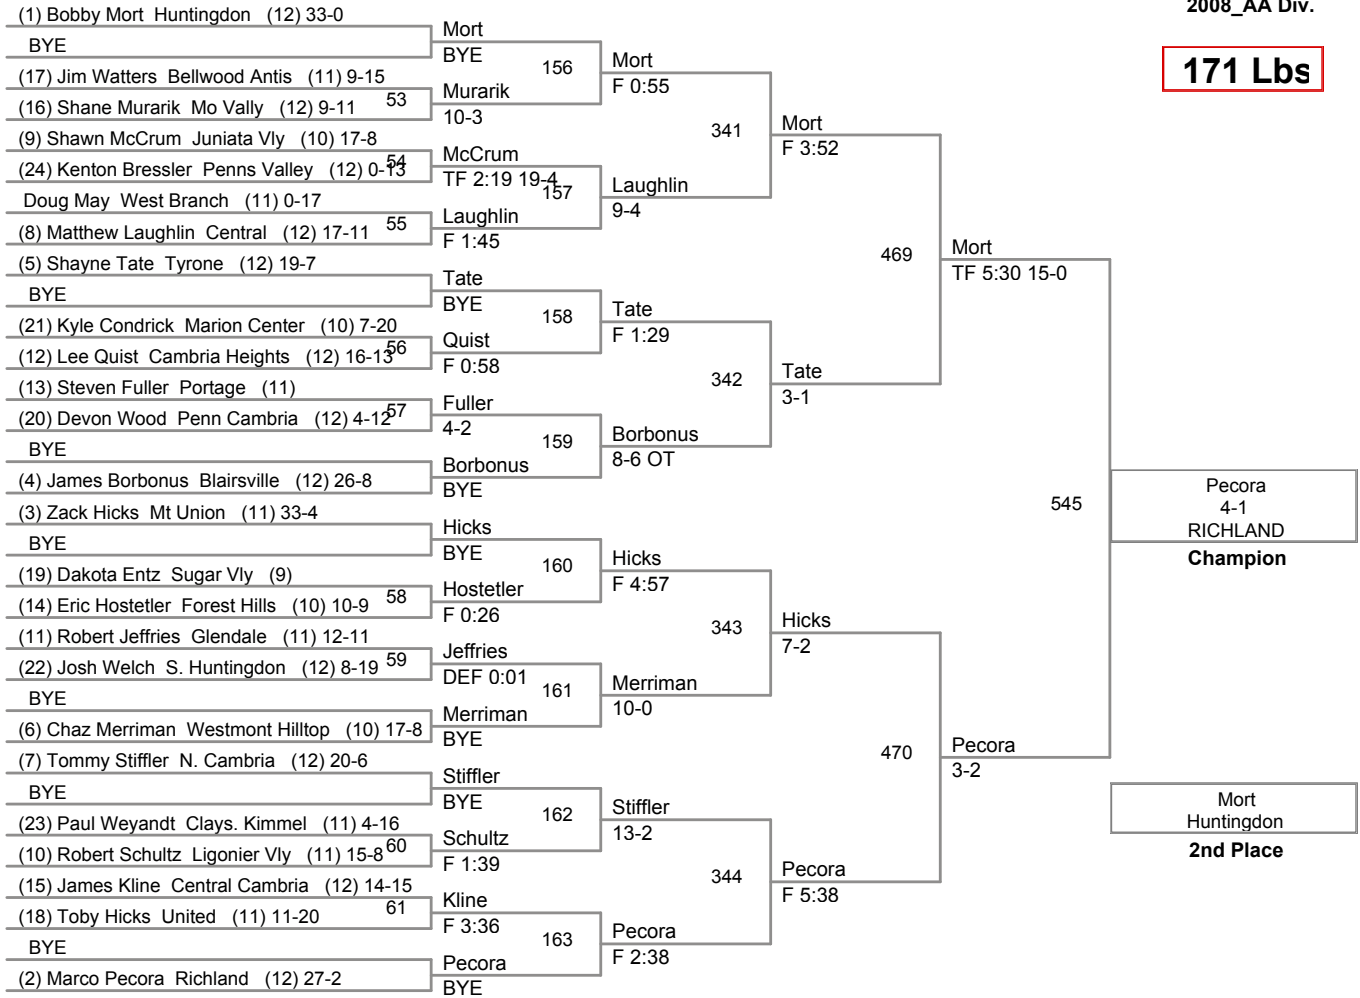 2008_AA Div.
171 Lbs
(1) Bobby Mort Huntingdon (12) 33-0
BYE
(17) Jim Watters Bellwood Antis (11) 9-15
(16) Shane Murarik Mo Vally (12) 9-11
53
(9) Shawn McCrum Juniata Vly (10) 17-8
(24) Kenton Bressler Penns Valley (12) 0-13
54
Doug May West Branch (11) 0-17
(8) Matthew Laughlin Central (12) 17-11
55
(5) Shayne Tate Tyrone (12) 19-7
BYE
(21) Kyle Condrick Marion Center (10) 7-20
(12) Lee Quist Cambria Heights (12) 16-13
56
(13) Steven Fuller Portage (11)
(20) Devon Wood Penn Cambria (12) 4-12
57
BYE
(4) James Borbonus Blairsville (12) 26-8
(3) Zack Hicks Mt Union (11) 33-4
BYE
(19) Dakota Entz Sugar Vly (9)
(14) Eric Hostetler Forest Hills (10) 10-9
58
(11) Robert Jeffries Glendale (11) 12-11
(22) Josh Welch S. Huntingdon (12) 8-19
59
BYE
(6) Chaz Merriman Westmont Hilltop (10) 17-8
(7) Tommy Stiffler N. Cambria (12) 20-6
BYE
(23) Paul Weyandt Clays. Kimmel (11) 4-16
(10) Robert Schultz Ligonier Vly (11) 15-8
60
(15) James Kline Central Cambria (12) 14-15
(18) Toby Hicks United (11) 11-20
61
BYE
(2) Marco Pecora Richland (12) 27-2
Mort
BYE
156
Murarik
10-3
McCrum
TF 2:19 19-4
157
Laughlin
F 1:45
Tate
BYE
158
Quist
F 0:58
Fuller
4-2
159
Borbonus
BYE
Hicks
BYE
160
Hostetler
F 0:26
Jeffries
DEF 0:01
161
Merriman
BYE
Stiffler
BYE
162
Schultz
F 1:39
Kline
F 3:36
163
Pecora
BYE
Mort
F 0:55
341
Laughlin
9-4
Tate
F 1:29
342
Borbonus
8-6 OT
Hicks
F 4:57
343
Merriman
10-0
Stiffler
13-2
344
Pecora
F 2:38
Mort
F 3:52
469
Tate
3-1
Hicks
7-2
470
Pecora
F 5:38
Mort
TF 5:30 15-0
545
Pecora
3-2
Pecora
4-1
RICHLAND
Champion
Mort
Huntingdon
2nd Place